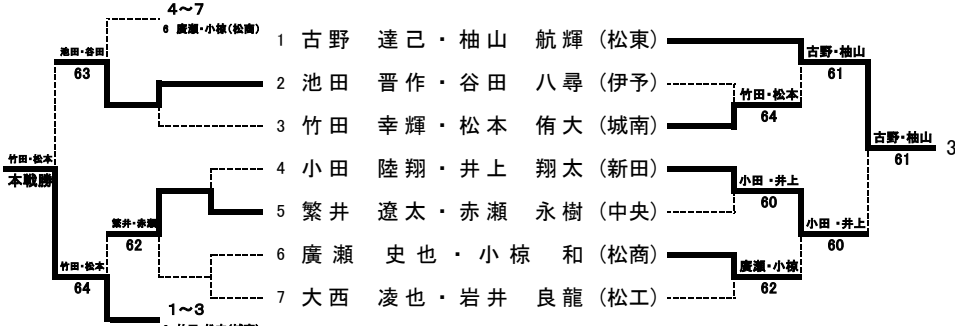 4～7
6 廣瀬・小椋(松商)
1 古野 達己・柚山 航輝 (松東)
古野・柚山
池田・谷田
63
61
2 池田 晋作・谷田 八尋 (伊予)
竹田・松本
64
3 竹田 幸輝・松本 侑大 (城南)
古野・柚山
61
3
竹田・松本
本戦勝
4 小田 陸翔・井上 翔太 (新田)
小田・井上
60
5 繁井 遼太・赤瀬 永樹 (中央)
繁井・赤瀬
62
小田・井上
60
6 廣瀬 史也・小椋 和 (松商)
竹田・松本
64
廣瀬・小椋
62
7 大西 凌也・岩井 良龍 (松工)
1～3